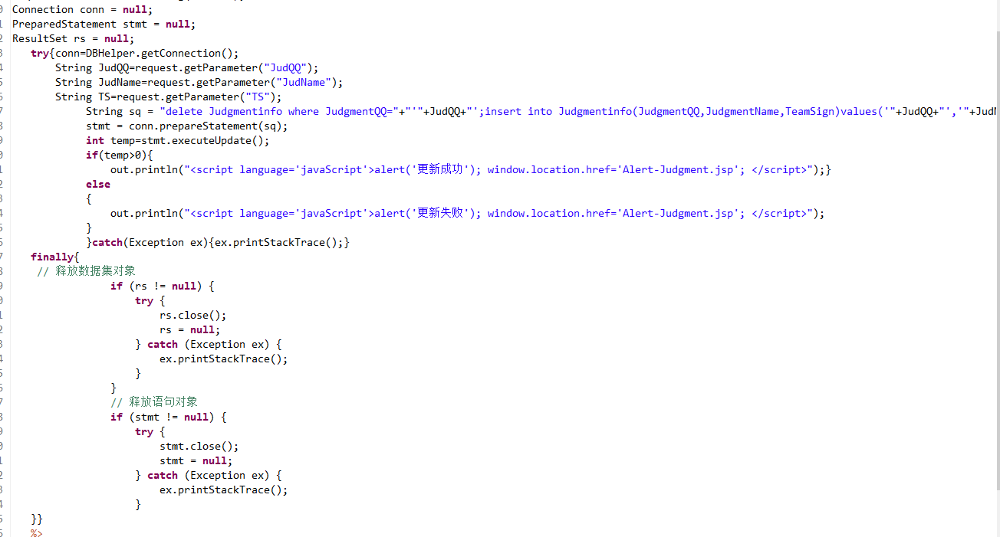 Connection conn = null;
PreparedStatement stmt = null;
ResultSet rs = null;
try{conn=DBHelper.getConnection();
String JudQQ=request.getParameter("JudQQ");
String JudName=request.getParameter("JudName");
String TS=request.getParameter("TS");
String sq = "delete Judgmentinfo where JudgmentQQ="+"'"+JudQQ+"';insert into Judgmentinfo(JudgmentQQ,JudgmentName,TeamSign)values('"+JudQQ+"','"+Jud
stmt = conn.prepareStatement(sq);
int temp=stmt.executeUpdate();
if(temp>0){
out.println("<script language='javaScript'>alert('更新成功'); window.location.href='Alert-Judgment.jsp'; </script>");}
else
{
out.println("<script language='javaScript'>alert('更新失败'); window.location.href='Alert-Judgment.jsp'; </script>");
}
}catch(Exception ex){ex.printStackTrace();}
finally{
// 释放数据集对象
if (rs != null) {
try {
rs.close();
rs = null;
} catch (Exception ex) {
ex.printStackTrace();
}
}
// 释放语句对象
if (stmt != null) {
try {
stmt.close();
stmt = null;
} catch (Exception ex) {
ex.printStackTrace();
}
}}
%>